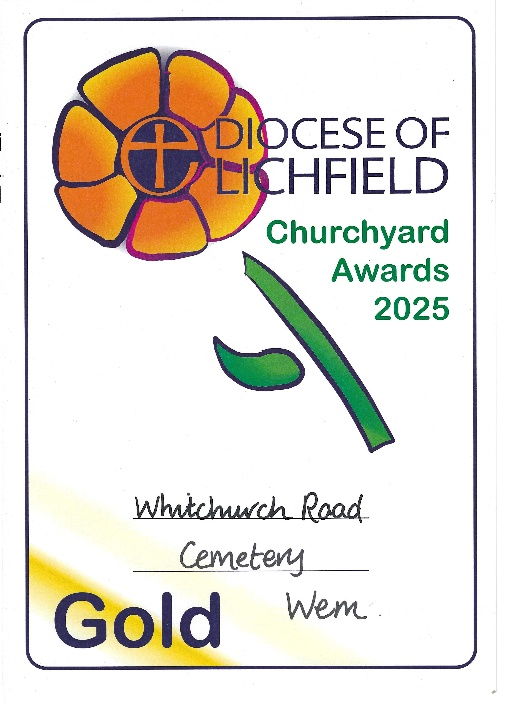 DIOCESE OF
LICHFIELD
Churchyard
Awards
2025
Whitchurch Road
Cemetery
Wem.
Gold